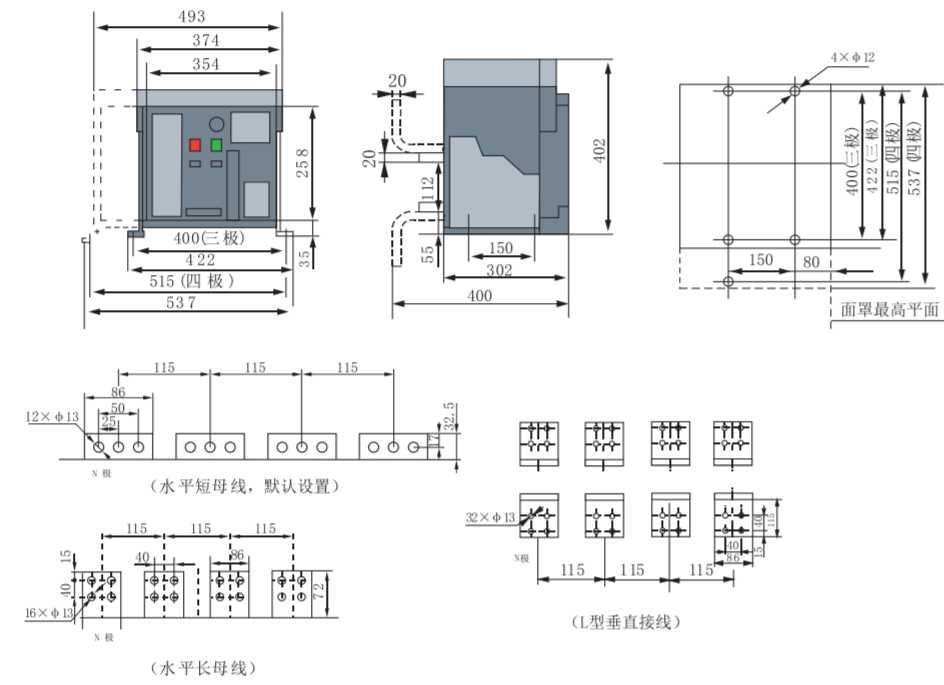 493
374
354
258
400(三极)
422
35
515(四极)
537
20
20
112
55
402
150
302
400
4×φ12
400(三极)
422(三极)
515(四极)
537(四极)
150
80
面罩最高平面
115
115
115
86
50
25
12×φ13
32.5
17
N 极
(水平短母线，默认设置)
115
115
115
15
40
40
86
72
16×φ13
N 极
(水平长母线)
32×φ13
N极
40
115
15
40
86
115
115
115
(L型垂直接线)